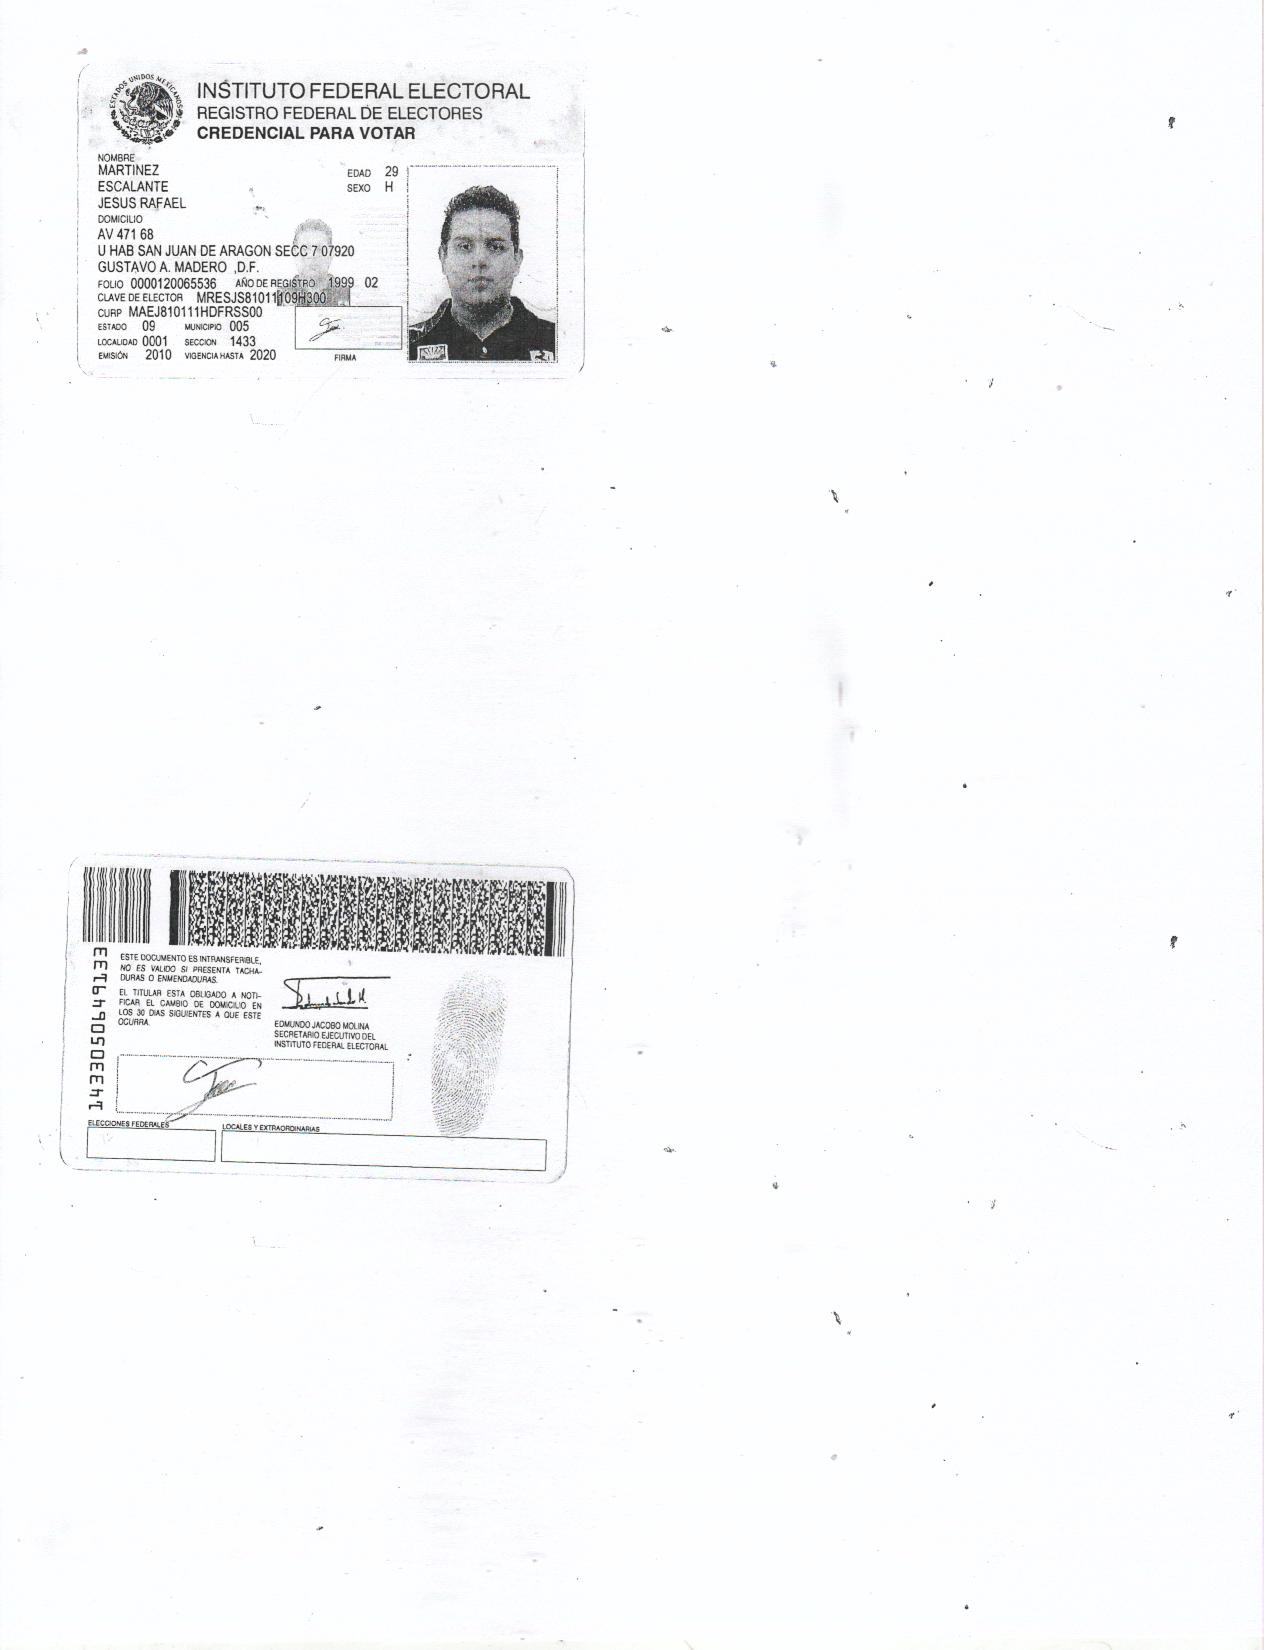 ESTADOS UNIDOS MEXICANOS
INSTITUTO FEDERAL ELECTORAL
REGISTRO FEDERAL DE ELECTORES
CREDENCIAL PARA VOTAR
NOMBRE
MARTINEZ
ESCALANTE
JESUS RAFAEL
EDAD 29
SEXO H
DOMICILIO
AV 471 68
U HAB SAN JUAN DE ARAGON SECC 7 07920
GUSTAVO A. MADERO ,D.F.
FOLIO 0000120065536 AÑO DE REGISTRO 1999 02
CLAVE DE ELECTOR MRESJS81011109H300
CURP MAEJ810111HDFRSS00
ESTADO 09 MUNICIPIO 005
LOCALIDAD 0001 SECCION 1433
EMISIÓN 2010 VIGENCIA HASTA 2020
FIRMA
ESTE DOCUMENTO ES INTRANSFERIBLE,
NO ES VALIDO SI PRESENTA TACHA-
DURAS O ENMENDADURAS.
EL TITULAR ESTA OBLIGADO A NOTI-
FICAR EL CAMBIO DE DOMICILIO EN
LOS 30 DIAS SIGUIENTES A QUE ESTE
OCURRA.
EDMUNDO JACOBO MOLINA
SECRETARIO EJECUTIVO DEL
INSTITUTO FEDERAL ELECTORAL
ELECCIONES FEDERALES
LOCALES Y EXTRAORDINARIAS